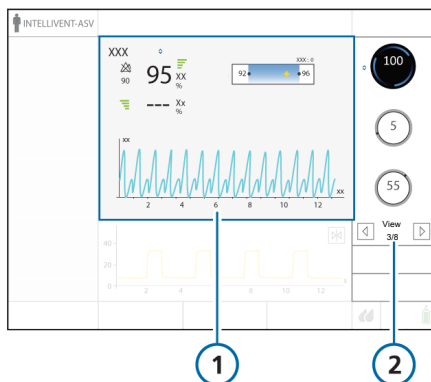 INTELLIVENT-ASV
XXX
90
95
XX
%
XXX : 0
92
96
---
Xx
%
xx
xx
2 4 6 8 10 12
100
5
55
View
3/8
40
20
0
2 4 6 8 10 12
s
1
2